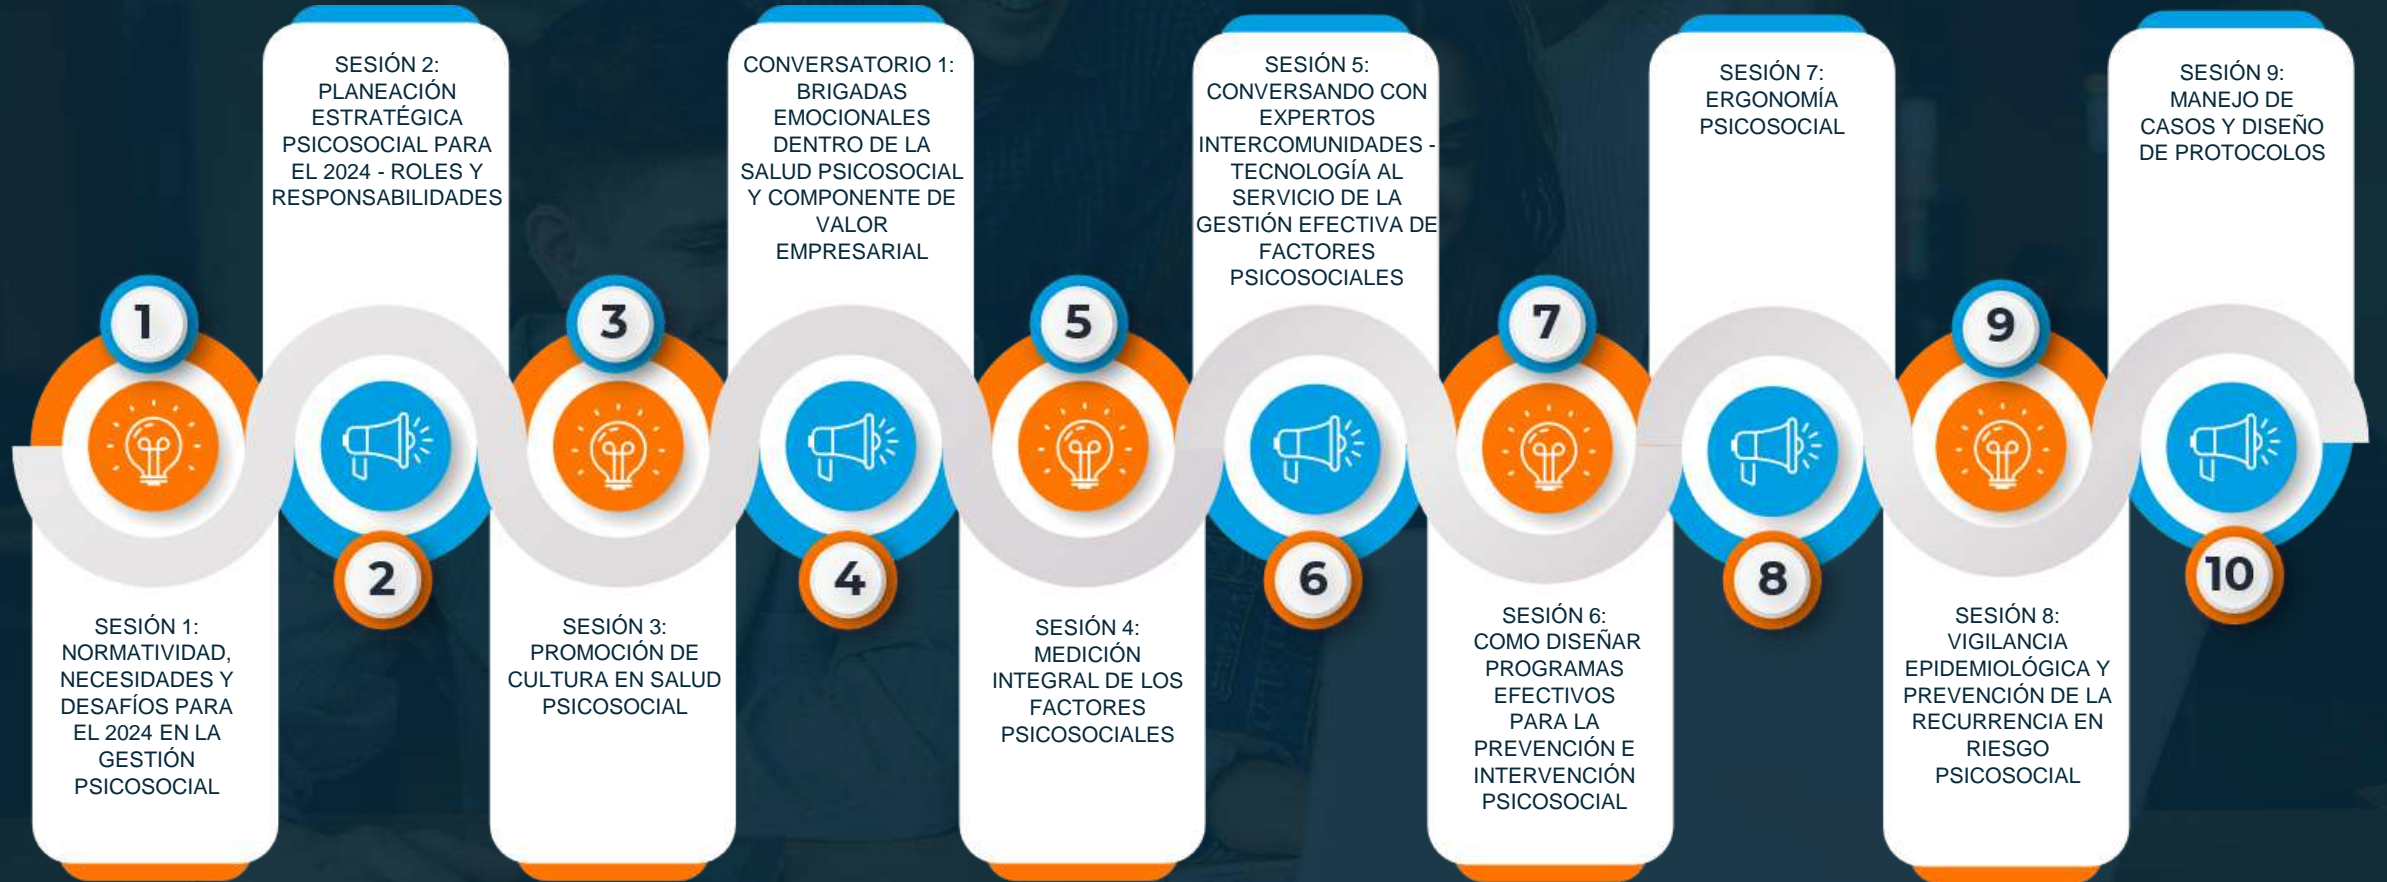 1
SESIÓN 1:
NORMATIVIDAD,
NECESIDADES Y
DESAFÍOS PARA
EL 2024 EN LA
GESTIÓN
PSICOSOCIAL
SESIÓN 2:
PLANEACIÓN
ESTRATÉGICA
PSICOSOCIAL PARA
EL 2024 - ROLES Y
RESPONSABILIDADES
2
3
SESIÓN 3:
PROMOCIÓN DE
CULTURA EN SALUD
PSICOSOCIAL
CONVERSATORIO 1:
BRIGADAS
EMOCIONALES
DENTRO DE LA
SALUD PSICOSOCIAL
Y COMPONENTE DE
VALOR
EMPRESARIAL
4
5
SESIÓN 4:
MEDICIÓN
INTEGRAL DE LOS
FACTORES
PSICOSOCIALES
SESIÓN 5:
CONVERSANDO CON
EXPERTOS
INTERCOMUNIDADES -
TECNOLOGÍA AL
SERVICIO DE LA
GESTIÓN EFECTIVA DE
FACTORES
PSICOSOCIALES
6
7
SESIÓN 6:
COMO DISEÑAR
PROGRAMAS
EFECTIVOS
PARA LA
PREVENCIÓN E
INTERVENCIÓN
PSICOSOCIAL
SESIÓN 7:
ERGONOMÍA
PSICOSOCIAL
8
9
SESIÓN 8:
VIGILANCIA
EPIDEMIOLÓGICA Y
PREVENCIÓN DE LA
RECURRENCIA EN
RIESGO
PSICOSOCIAL
SESIÓN 9:
MANEJO DE
CASOS Y DISEÑO
DE PROTOCOLOS
10